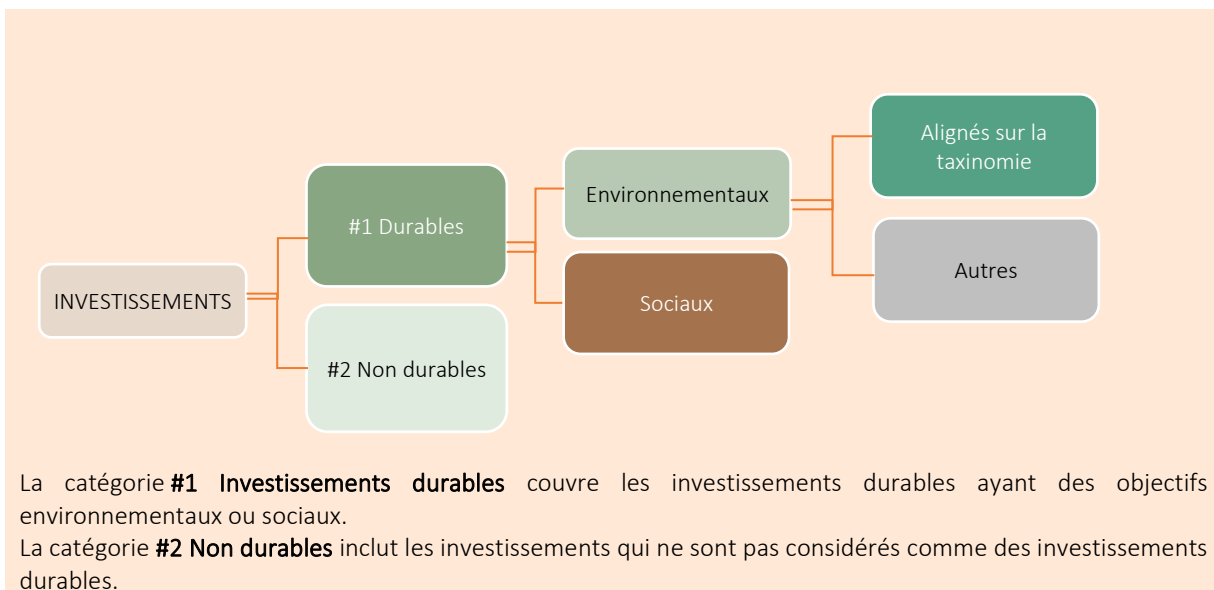 INVESTISSEMENTS
#1 Durables
#2 Non durables
Environnementaux
Sociaux
Alignés sur la
taxinomie
Autres
La catégorie #1 Investissements durables couvre les investissements durables ayant des objectifs
environnementaux ou sociaux.
La catégorie #2 Non durables inclut les investissements qui ne sont pas considérés comme des investissements
durables.